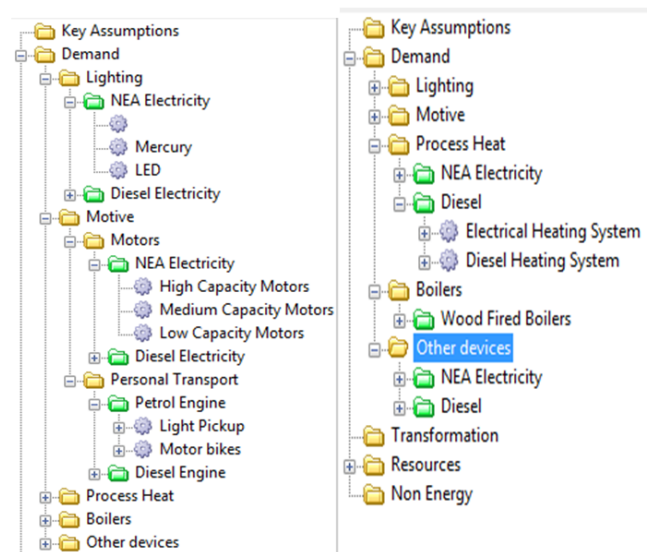 Key Assumptions
Demand
Lighting
NEA Electricity
Mercury
LED
Diesel Electricity
Motive
Motors
NEA Electricity
High Capacity Motors
Medium Capacity Motors
Low Capacity Motors
Diesel Electricity
Personal Transport
Petrol Engine
Light Pickup
Motor bikes
Diesel Engine
Process Heat
Boilers
Other devices
Key Assumptions
Demand
Lighting
Motive
Process Heat
NEA Electricity
Diesel
Electrical Heating System
Diesel Heating System
Boilers
Wood Fired Boilers
Other devices
NEA Electricity
Diesel
Transformation
Resources
Non Energy